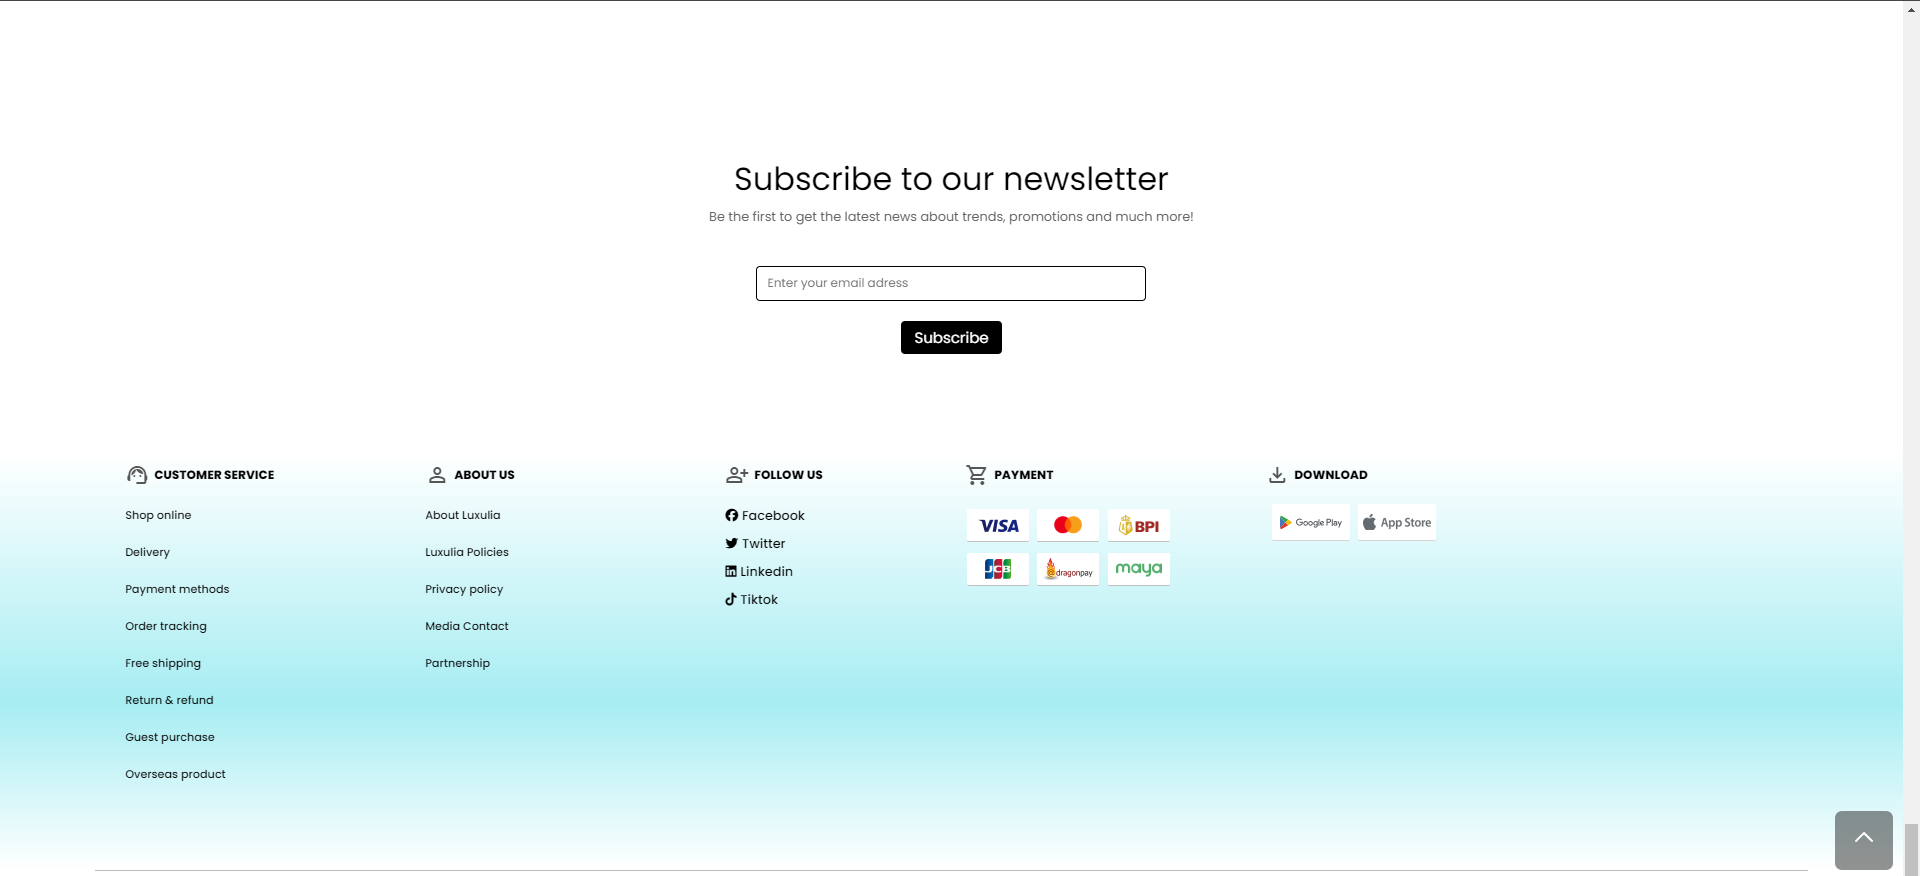 Subscribe to our newsletter
Be the first to get the latest news about trends, promotions and much more!
Enter your email adress
Subscribe
CUSTOMER SERVICE
Shop online
Delivery
Payment methods
Order tracking
Free shipping
Return & refund
Guest purchase
Overseas product
ABOUT US
About Luxulia
Luxulia Policies
Privacy policy
Media Contact
Partnership
FOLLOW US
Facebook
Twitter
Linkedin
Tiktok
PAYMENT
VISA
BPI
JCB
dragonpay
maya
DOWNLOAD
Google Play
App Store